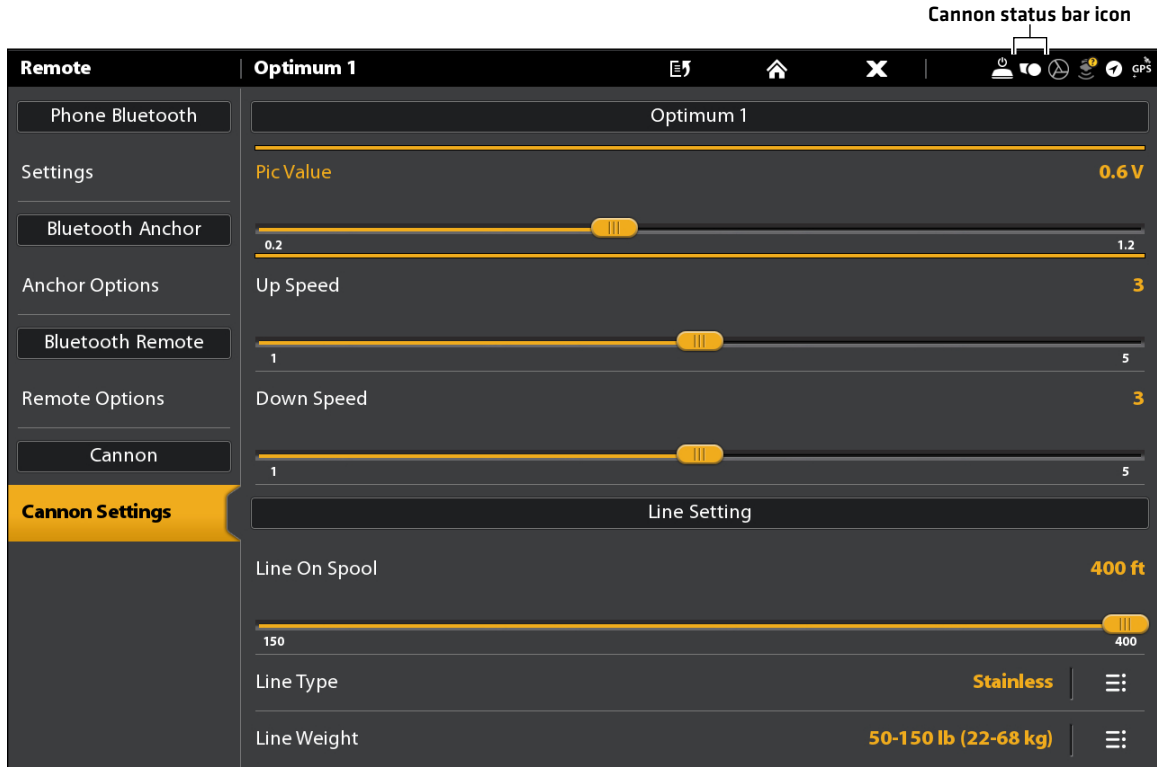 Cannon status bar icon
Remote
Optimum 1
GPS
Phone Bluetooth
Settings
Bluetooth Anchor
Anchor Options
Bluetooth Remote
Remote Options
Cannon
Cannon Settings
Optimum 1
Pic Value 0.6 V
0.2 1.2
Up Speed 3
1 5
Down Speed 3
1 5
Line Setting
Line On Spool 400 ft
150 400
Line Type Stainless
Line Weight 50-150 lb (22-68 kg)